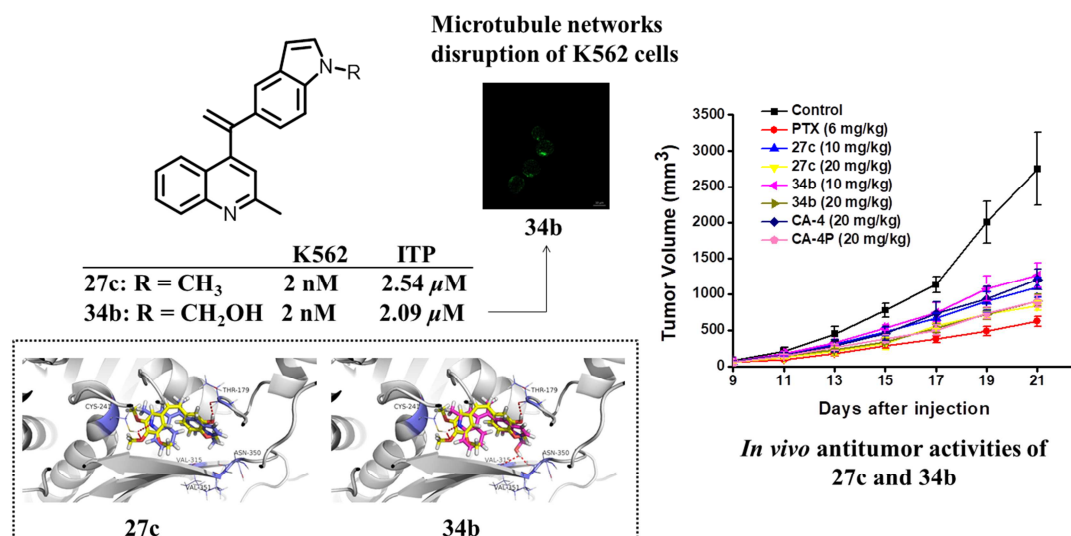 Microtubule networks
disruption of K562 cells
N
R
N
34b
K562 ITP
27c: R = CH₃ 2 nM 2.54 μM
34b: R = CH₂OH 2 nM 2.09 μM
THR-179
CYS-241
ASN-350
VAL-315
VAL-351
27c
THR-179
CYS-241
ASN-350
VAL-315
VAL-351
34b
Control
PTX (6 mg/kg)
27c (10 mg/kg)
27c (20 mg/kg)
34b (10 mg/kg)
34b (20 mg/kg)
CA-4 (20 mg/kg)
CA-4P (20 mg/kg)
Tumor Volume (mm³)
3500
3000
2500
2000
1500
1000
500
0
9 11 13 15 17 19 21
Days after injection
In vivo antitumor activities of
27c and 34b